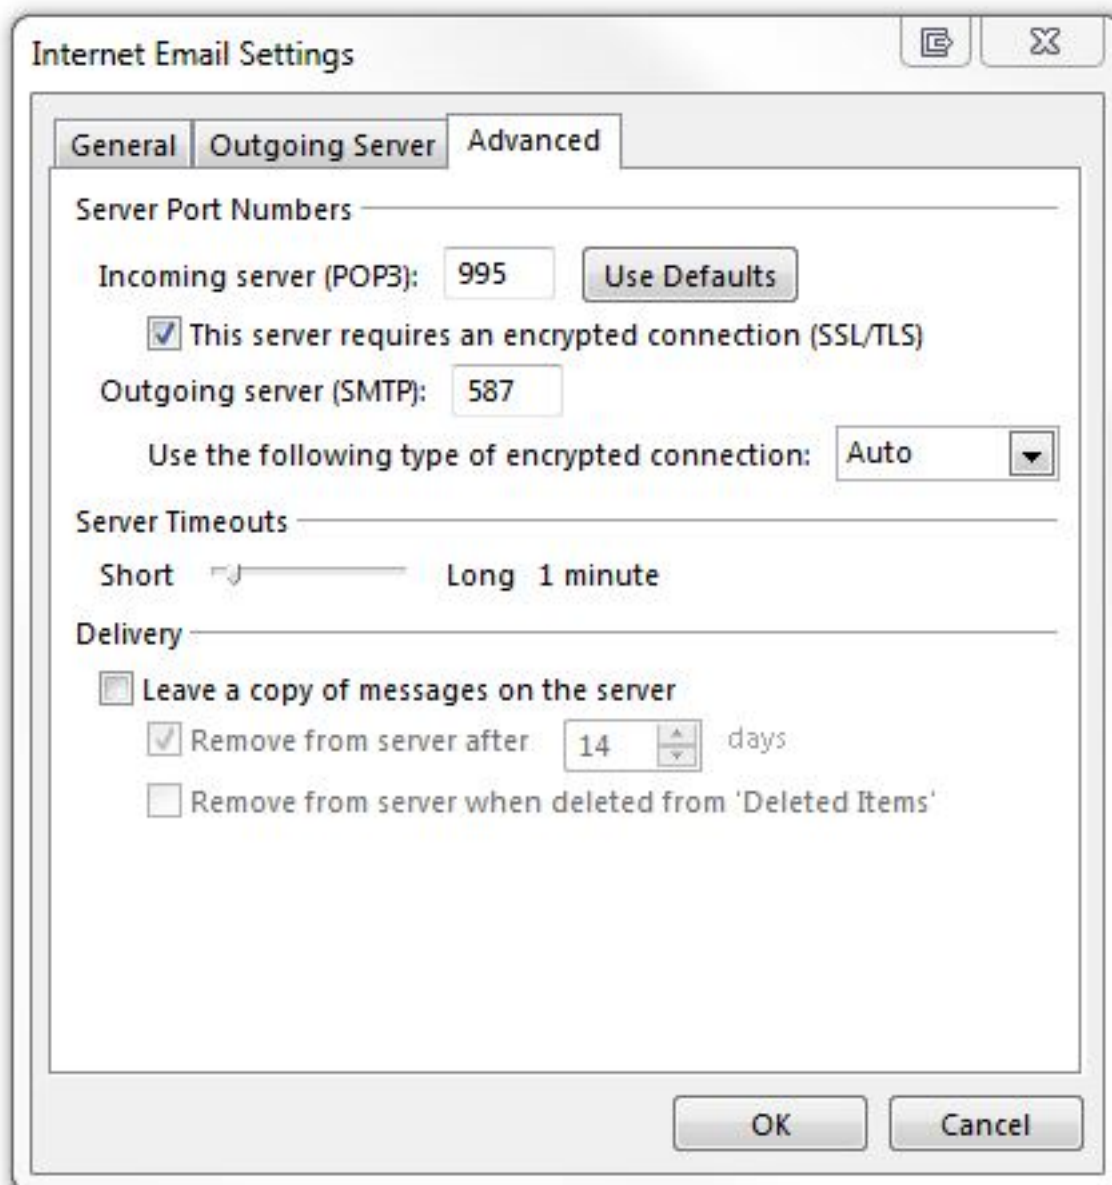 Internet Email Settings
General Outgoing Server Advanced
Server Port Numbers
Incoming server (POP3): 995 Use Defaults
This server requires an encrypted connection (SSL/TLS)
Outgoing server (SMTP): 587
Use the following type of encrypted connection: Auto
Server Timeouts
Short Long 1 minute
Delivery
Leave a copy of messages on the server
Remove from server after 14 days
Remove from server when deleted from 'Deleted Items'
OK Cancel